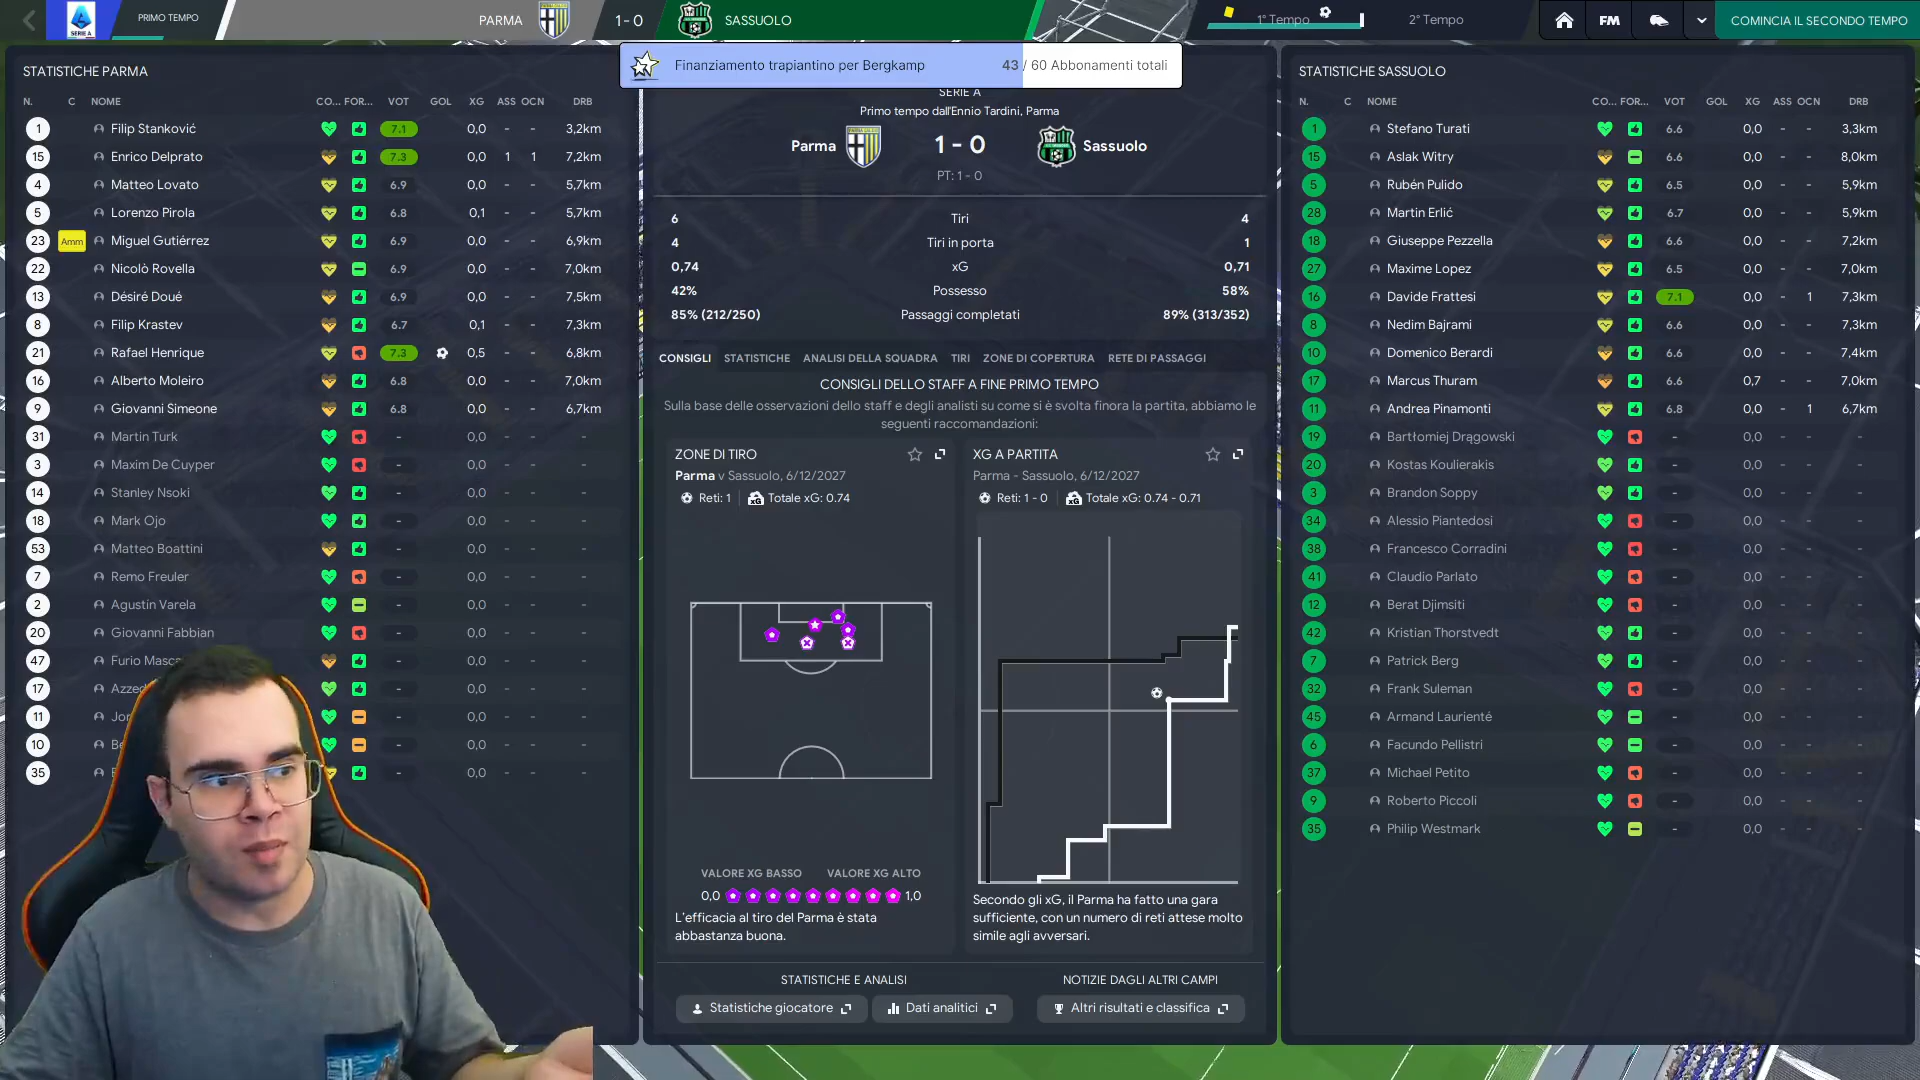 SERIE A
PRIMO TEMPO
PARMA
1 - 0
SASSUOLO
1° Tempo
2° Tempo
FM
COMINCIA IL SECONDO TEMPO
Finanziamento trapiantino per Bergkamp
43 / 60 Abbonamenti totali
STATISTICHE PARMA
N. C NOME CO... FOR... VOT GOL XG ASS OCN DRB
1 Filip Stanković 7.1 0,0 - - 3,2km
15 Enrico Delprato 7.3 0,0 1 1 7,2km
4 Matteo Lovato 6.9 0,0 - - 5,7km
5 Lorenzo Pirola 6.8 0,1 - - 5,7km
23 Amm Miguel Gutiérrez 6.9 0,0 - - 6,9km
22 Nicolò Rovella 6.9 0,0 - - 7,0km
13 Désiré Doué 6.9 0,0 - - 7,5km
8 Filip Krastev 6.7 0,1 - - 7,3km
21 Rafael Henrique 7.3 0,5 - - 6,8km
16 Alberto Moleiro 6.8 0,0 - - 7,0km
9 Giovanni Simeone 6.8 0,0 - - 6,7km
31 Martin Turk - 0,0 - - -
3 Maxim De Cuyper - 0,0 - - -
14 Stanley Nsoki - 0,0 - - -
18 Mark Ojo - 0,0 - - -
53 Matteo Boattini - 0,0 - - -
7 Remo Freuler - 0,0 - - -
2 Agustín Varela - 0,0 - - -
20 Giovanni Fabbian - 0,0 - - -
47 Furio - 0,0 - - -
17 - 0,0 - - -
11 - 0,0 - - -
10 - 0,0 - - -
35 - 0,0 - - -
SERIE A
Primo tempo dall'Ennio Tardini, Parma
Parma 1 - 0 Sassuolo
PT: 1 - 0
6 Tiri 4
4 Tiri in porta 1
0,74 xG 0,71
42% Possesso 58%
85% (212/250) Passaggi completati 89% (313/352)
CONSIGLI STATISTICHE ANALISI DELLA SQUADRA TIRI ZONE DI COPERTURA RETE DI PASSAGGI
CONSIGLI DELLO STAFF A FINE PRIMO TEMPO
Sulla base delle osservazioni dello staff e degli analisti su come si è svolta finora la partita, abbiamo le
seguenti raccomandazioni:
ZONE DI TIRO
Parma v Sassuolo, 6/12/2027
Reti: 1 Totale xG: 0.74
VALORE XG BASSO VALORE XG ALTO
0,0 1,0
L'efficacia al tiro del Parma è stata
abbastanza buona.
XG A PARTITA
Parma - Sassuolo, 6/12/2027
Reti: 1 - 0 Totale xG: 0.74 - 0.71
Secondo gli xG, il Parma ha fatto una gara
sufficiente, con un numero di reti attese molto
simile agli avversari.
STATISTICHE E ANALISI
Statistiche giocatore
Dati analitici
NOTIZIE DAGLI ALTRI CAMPI
Altri risultati e classifica
STATISTICHE SASSUOLO
N. C NOME CO... FOR... VOT GOL XG ASS OCN DRB
1 Stefano Turati 6.6 0,0 - - 3,3km
15 Aslak Witry 6.6 0,0 - - 8,0km
5 Rubén Pulido 6.5 0,0 - - 5,9km
28 Martin Erlić 6.7 0,0 - - 5,9km
18 Giuseppe Pezzella 6.6 0,0 - - 7,2km
27 Maxime Lopez 6.5 0,0 - - 7,0km
16 Davide Frattesi 7.1 0,0 - 1 7,3km
8 Nedim Bajrami 6.6 0,0 - - 7,3km
10 Domenico Berardi 6.6 0,0 - - 7,4km
17 Marcus Thuram 6.6 0,7 - - 7,0km
11 Andrea Pinamonti 6.8 0,0 - 1 6,7km
19 Bartłomiej Drągowski - 0,0 - - -
20 Kostas Koulierakis - 0,0 - - -
3 Brandon Soppy - 0,0 - - -
34 Alessio Piantedosi - 0,0 - - -
38 Francesco Corradini - 0,0 - - -
41 Claudio Parlato - 0,0 - - -
12 Berat Djimsiti - 0,0 - - -
42 Kristian Thorstvedt - 0,0 - - -
7 Patrick Berg - 0,0 - - -
32 Frank Suleman - 0,0 - - -
45 Armand Laurienté - 0,0 - - -
6 Facundo Pellistri - 0,0 - - -
37 Michael Petito - 0,0 - - -
9 Roberto Piccoli - 0,0 - - -
35 Philip Westmark - 0,0 - - -